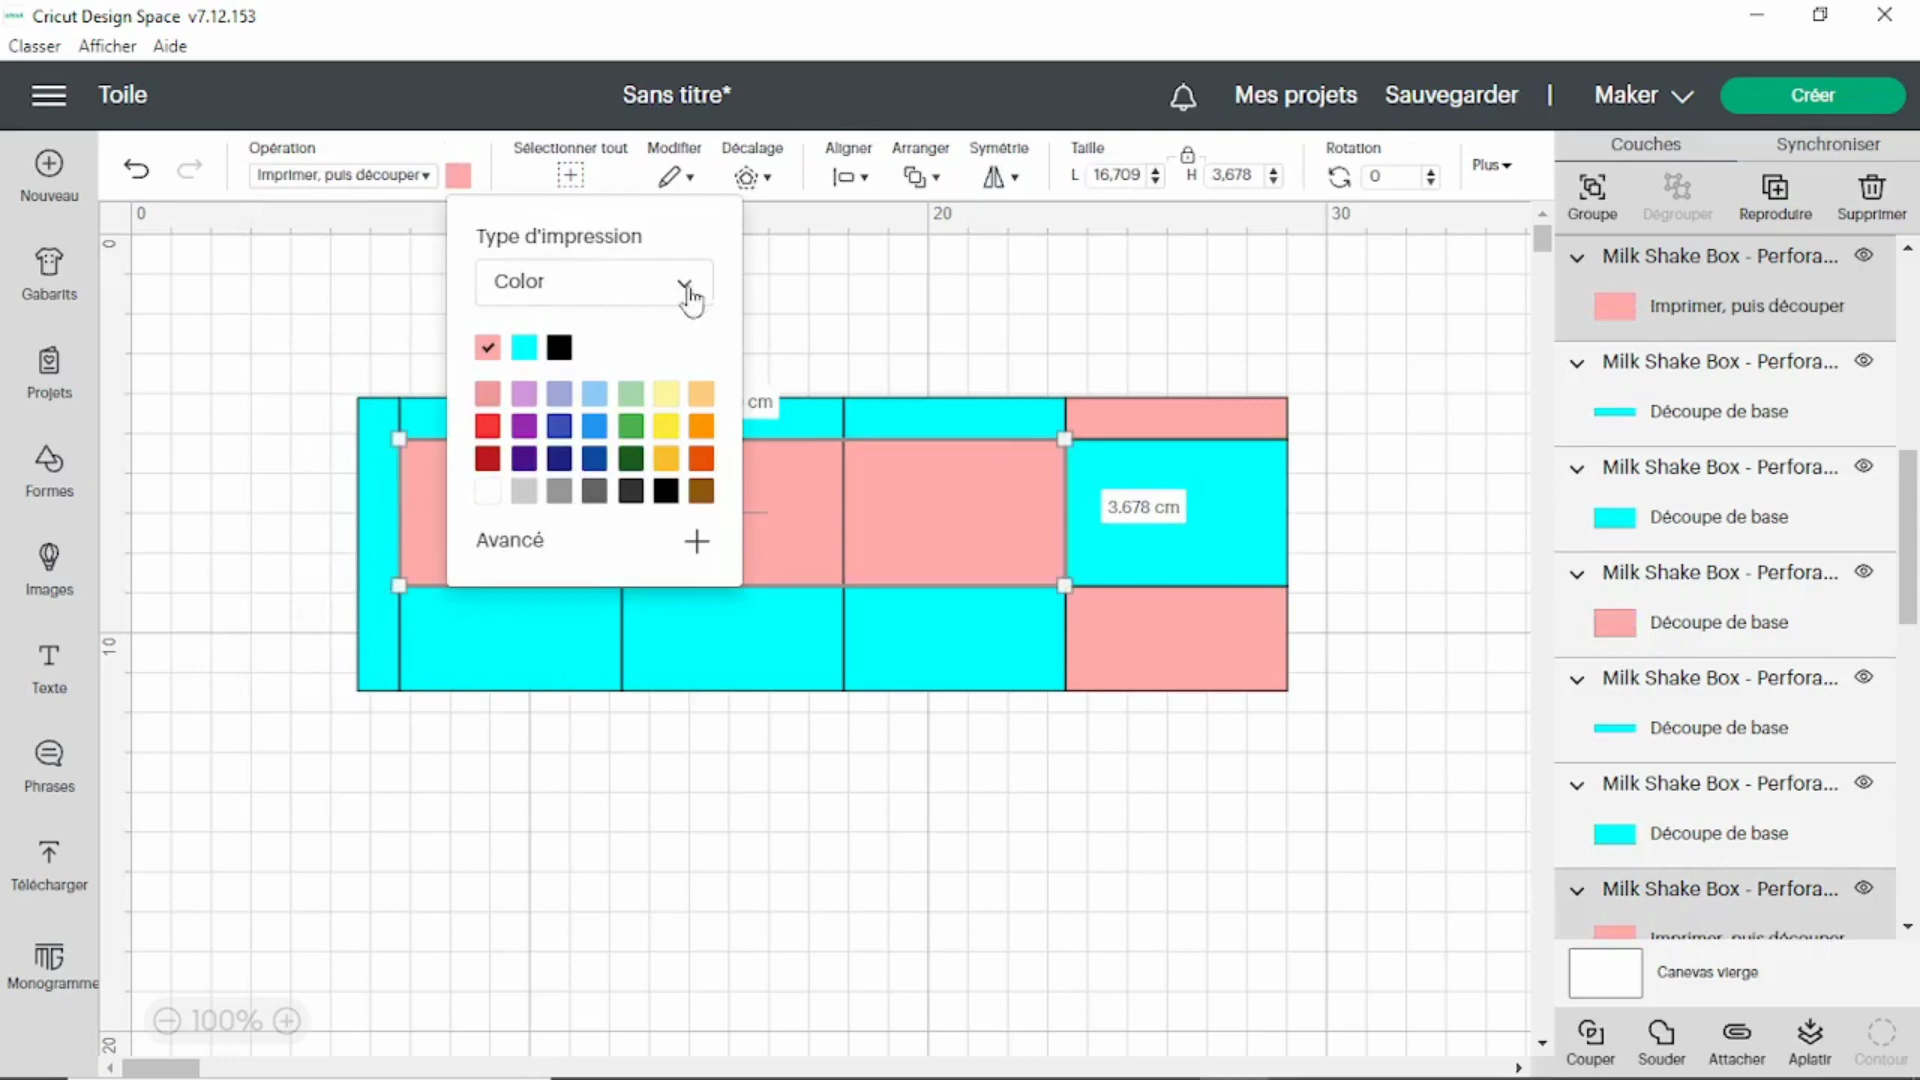 cricut Cricut Design Space v7.12.153
Classer Afficher Aide
Toile
Sans titre*
Mes projets Sauvegarder | Maker
Créer
Opération
Imprimer, puis découper
Sélectionner tout
Modifier
Décalage
Aligner
Arranger
Symétrie
Taille
L 16,709
H 3,678
Rotation
0
Plus
Couches
Synchroniser
Groupe
Dégrouper
Reproduire
Supprimer
Nouveau
Gabarits
Projets
Formes
Images
Texte
Phrases
Télécharger
MG
Monogramme
0
20
30
0
10
20
Type d'impression
Color
Avancé
cm
3.678 cm
100%
Milk Shake Box - Perfora...
Imprimer, puis découper
Milk Shake Box - Perfora...
Découpe de base
Milk Shake Box - Perfora...
Découpe de base
Milk Shake Box - Perfora...
Découpe de base
Milk Shake Box - Perfora...
Découpe de base
Milk Shake Box - Perfora...
Découpe de base
Milk Shake Box - Perfora...
Imprimer, puis découper
Canevas vierge
Couper
Souder
Attacher
Aplatir
Contour